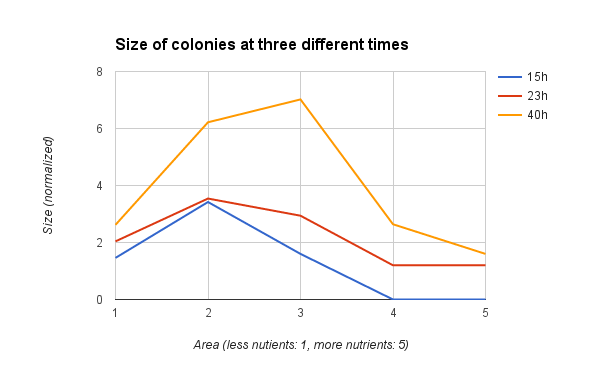 Size of colonies at three different times
15h
23h
40h
Size (normalized)
8
6
4
2
0
1 2 3 4 5
Area (less nutients: 1, more nutrients: 5)